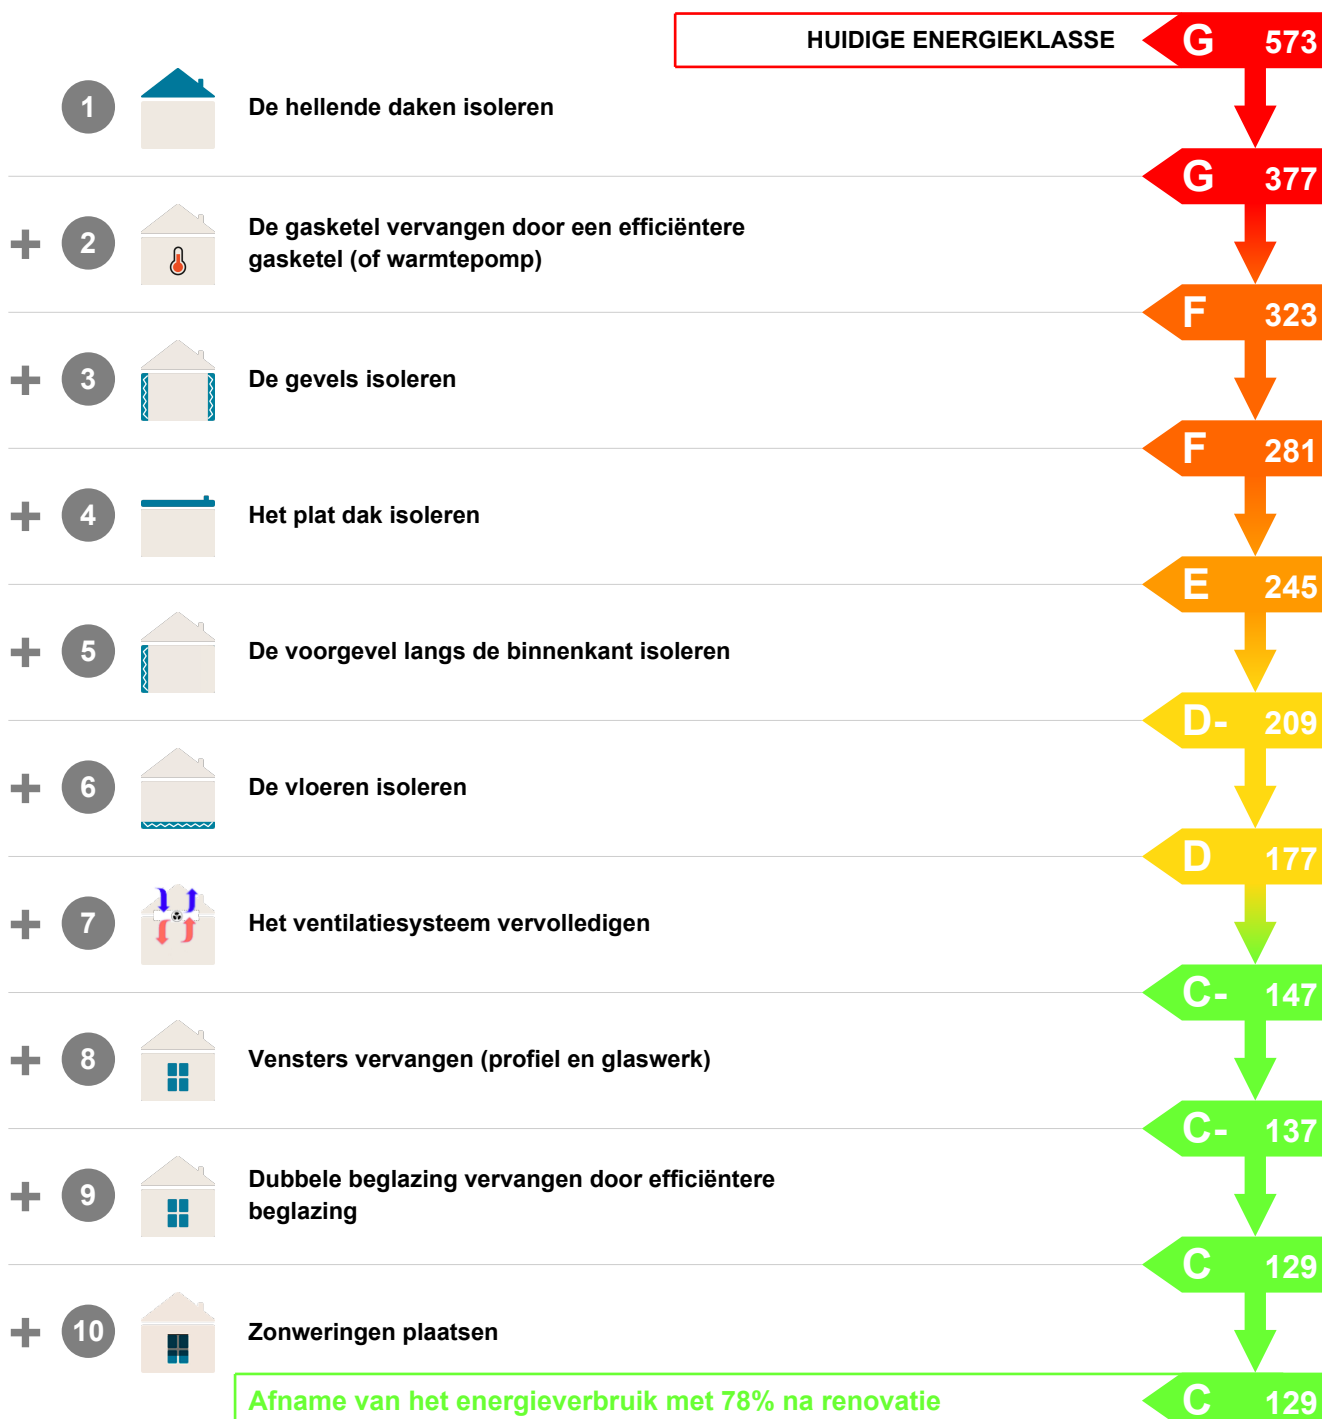 HUIDIGE ENERGIEKLASSE G 573
1 De hellende daken isoleren
G 377
+ 2 De gasketel vervangen door een efficiëntere
gasketel (of warmtepomp)
F 323
+ 3 De gevels isoleren
F 281
+ 4 Het plat dak isoleren
E 245
+ 5 De voorgevel langs de binnenkant isoleren
D- 209
+ 6 De vloeren isoleren
D 177
+ 7 Het ventilatiesysteem vervolledigen
C- 147
+ 8 Vensters vervangen (profiel en glaswerk)
C- 137
+ 9 Dubbele beglazing vervangen door efficiëntere
beglazing
C 129
+ 10 Zonweringen plaatsen
Afname van het energieverbruik met 78% na renovatie C 129